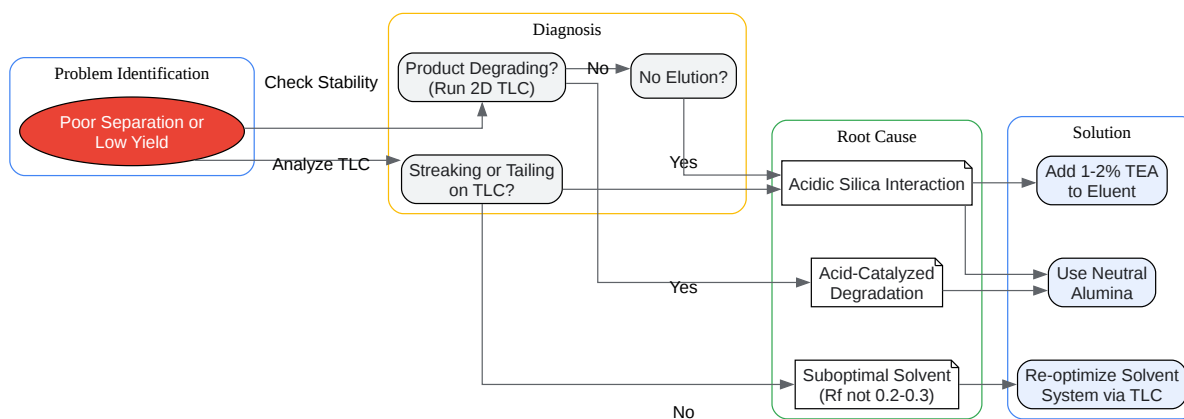 Problem Identification
Poor Separation or
Low Yield
Check Stability
Analyze TLC
Diagnosis
Product Degrading?
(Run 2D TLC)
No
No Elution?
Streaking or Tailing
on TLC?
Yes
Yes
No
Root Cause
Acidic Silica Interaction
Acid-Catalyzed
Degradation
Suboptimal Solvent
(Rf not 0.2-0.3)
Solution
Add 1-2% TEA
to Eluent
Use Neutral
Alumina
Re-optimize Solvent
System via TLC